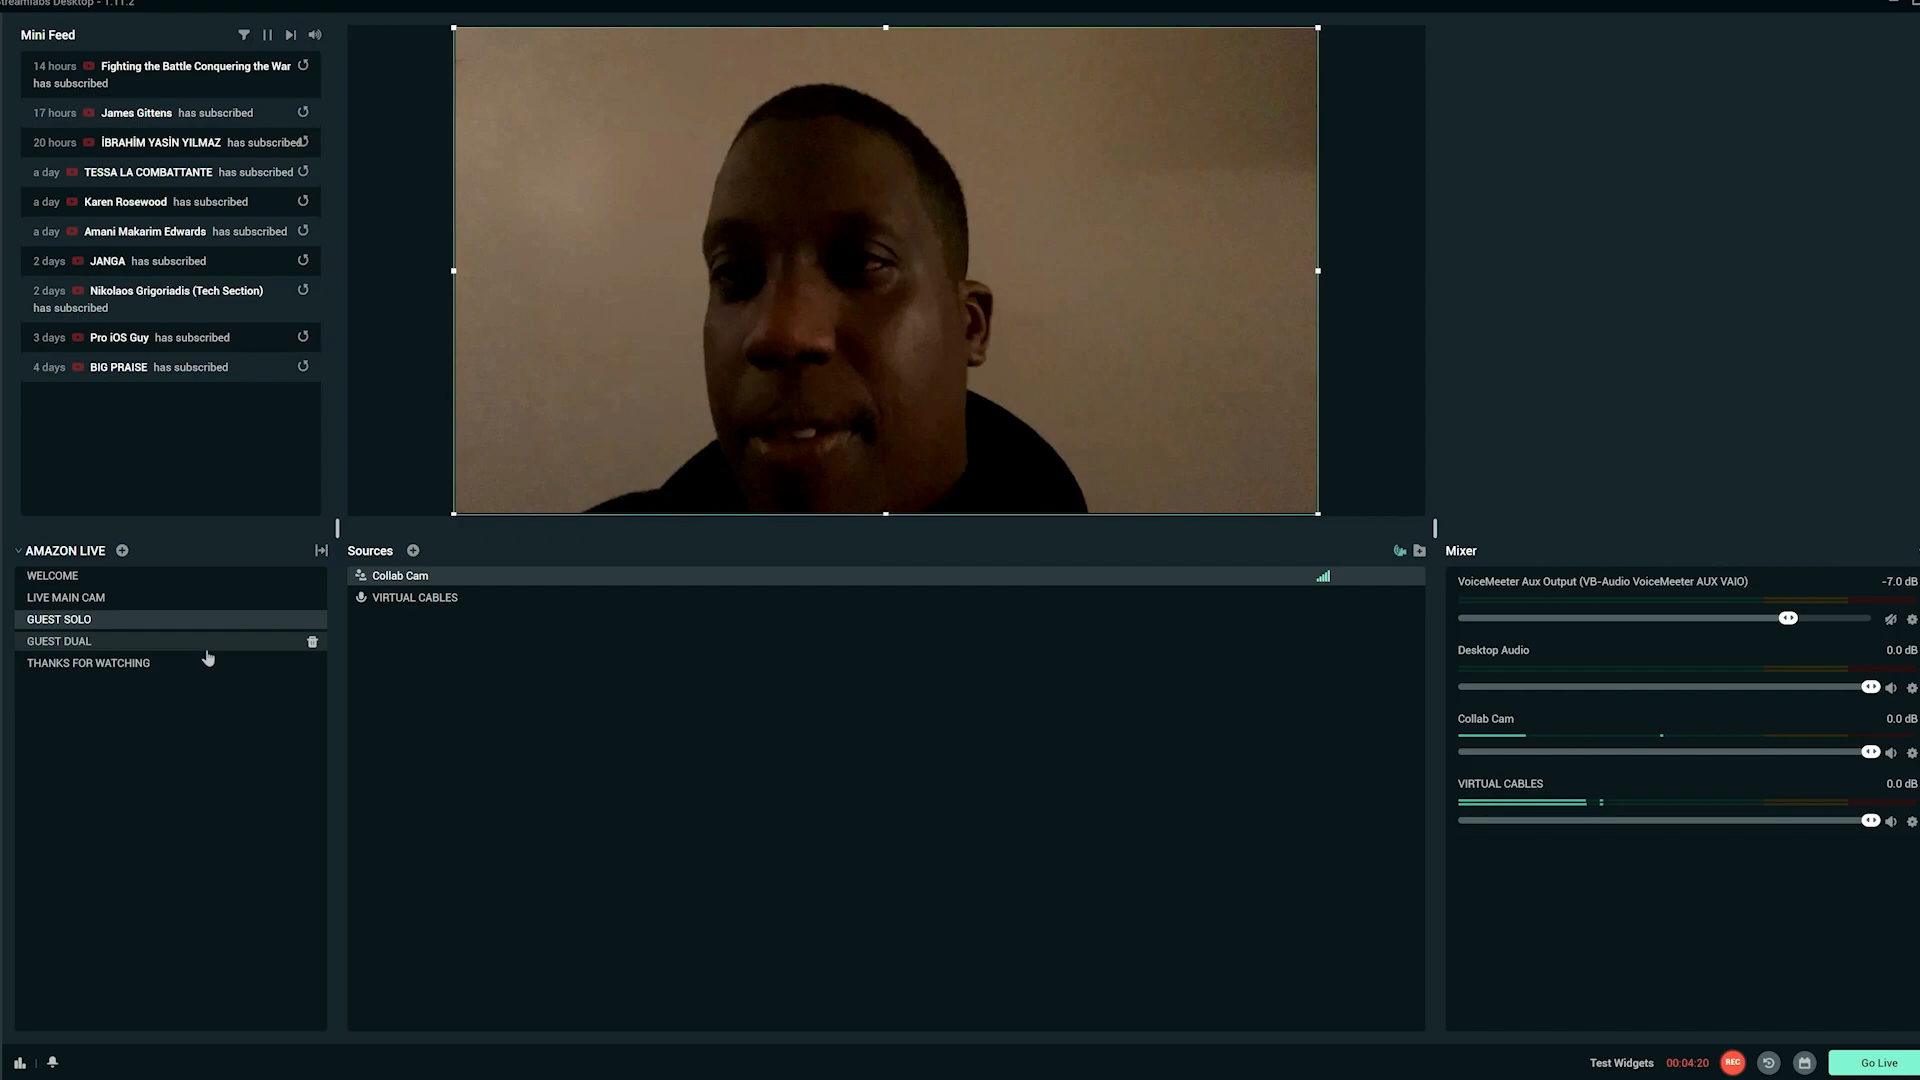 Streamlabs Desktop - 1.11.2
Mini Feed
14 hours Fighting the Battle Conquering the War
has subscribed
17 hours James Gittens has subscribed
20 hours İBRAHİM YASİN YILMAZ has subscribed
a day TESSA LA COMBATTANTE has subscribed
a day Karen Rosewood has subscribed
a day Amani Makarim Edwards has subscribed
2 days JANGA has subscribed
2 days Nikolaos Grigoriadis (Tech Section)
has subscribed
3 days Pro iOS Guy has subscribed
4 days BIG PRAISE has subscribed
AMAZON LIVE
WELCOME
LIVE MAIN CAM
GUEST SOLO
GUEST DUAL
THANKS FOR WATCHING
Sources
Collab Cam
VIRTUAL CABLES
Mixer
VoiceMeeter Aux Output (VB-Audio VoiceMeeter AUX VAIO) -7.0 dB
Desktop Audio 0.0 dB
Collab Cam 0.0 dB
VIRTUAL CABLES 0.0 dB
Test Widgets 00:04:20 REC Go Live